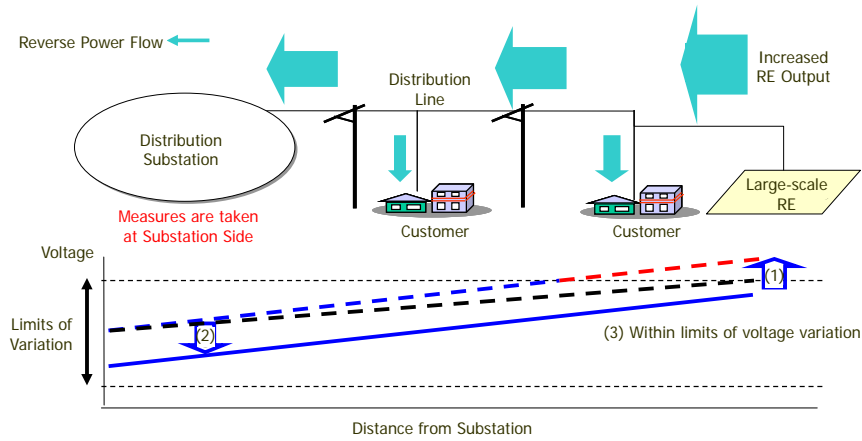 Reverse Power Flow
Increased
RE Output
Distribution
Line
Distribution
Substation
Large-scale
RE
Measures are taken
at Substation Side
Customer
Customer
Voltage
(1)
Limits of
Variation
(2)
(3) Within limits of voltage variation
Distance from Substation